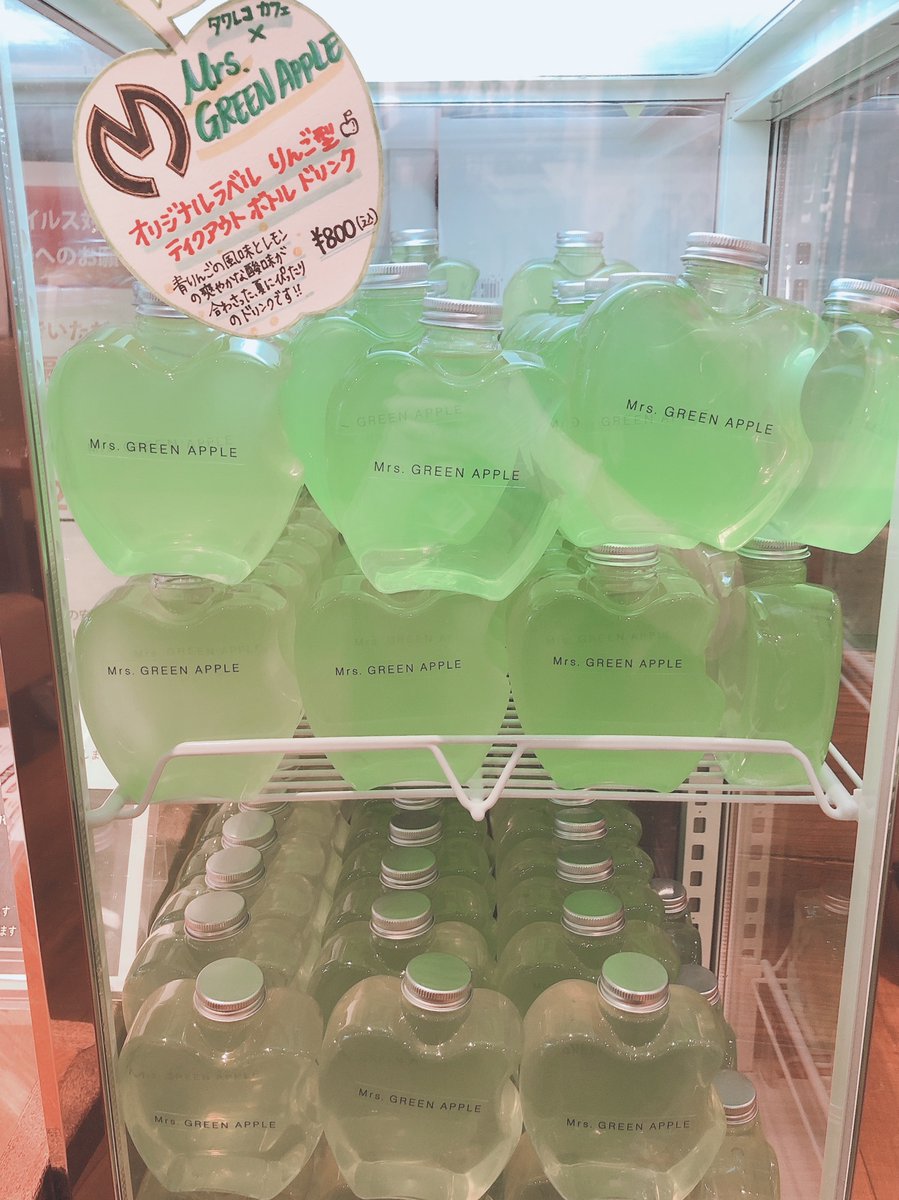 タワレコ カフェ
×
Mrs.
GREEN APPLE
オリジナルラベル りんご型
テイクアウト ボトル ドリンク
¥800(税込)
青りんごの風味とレモン
の爽やかな酸味が
合わさった、夏にぴったり
のドリンクです!!
Mrs. GREEN APPLE
GREEN APPLE
Mrs. GREEN APPLE
Mrs. GREEN APPLE
Mrs. GREEN APPLE
Mrs. GREEN APPLE
Mrs. GREEN APPLE
Mrs. GREEN APPLE
Mrs. GREEN APPLE
Mrs. GREEN APPLE